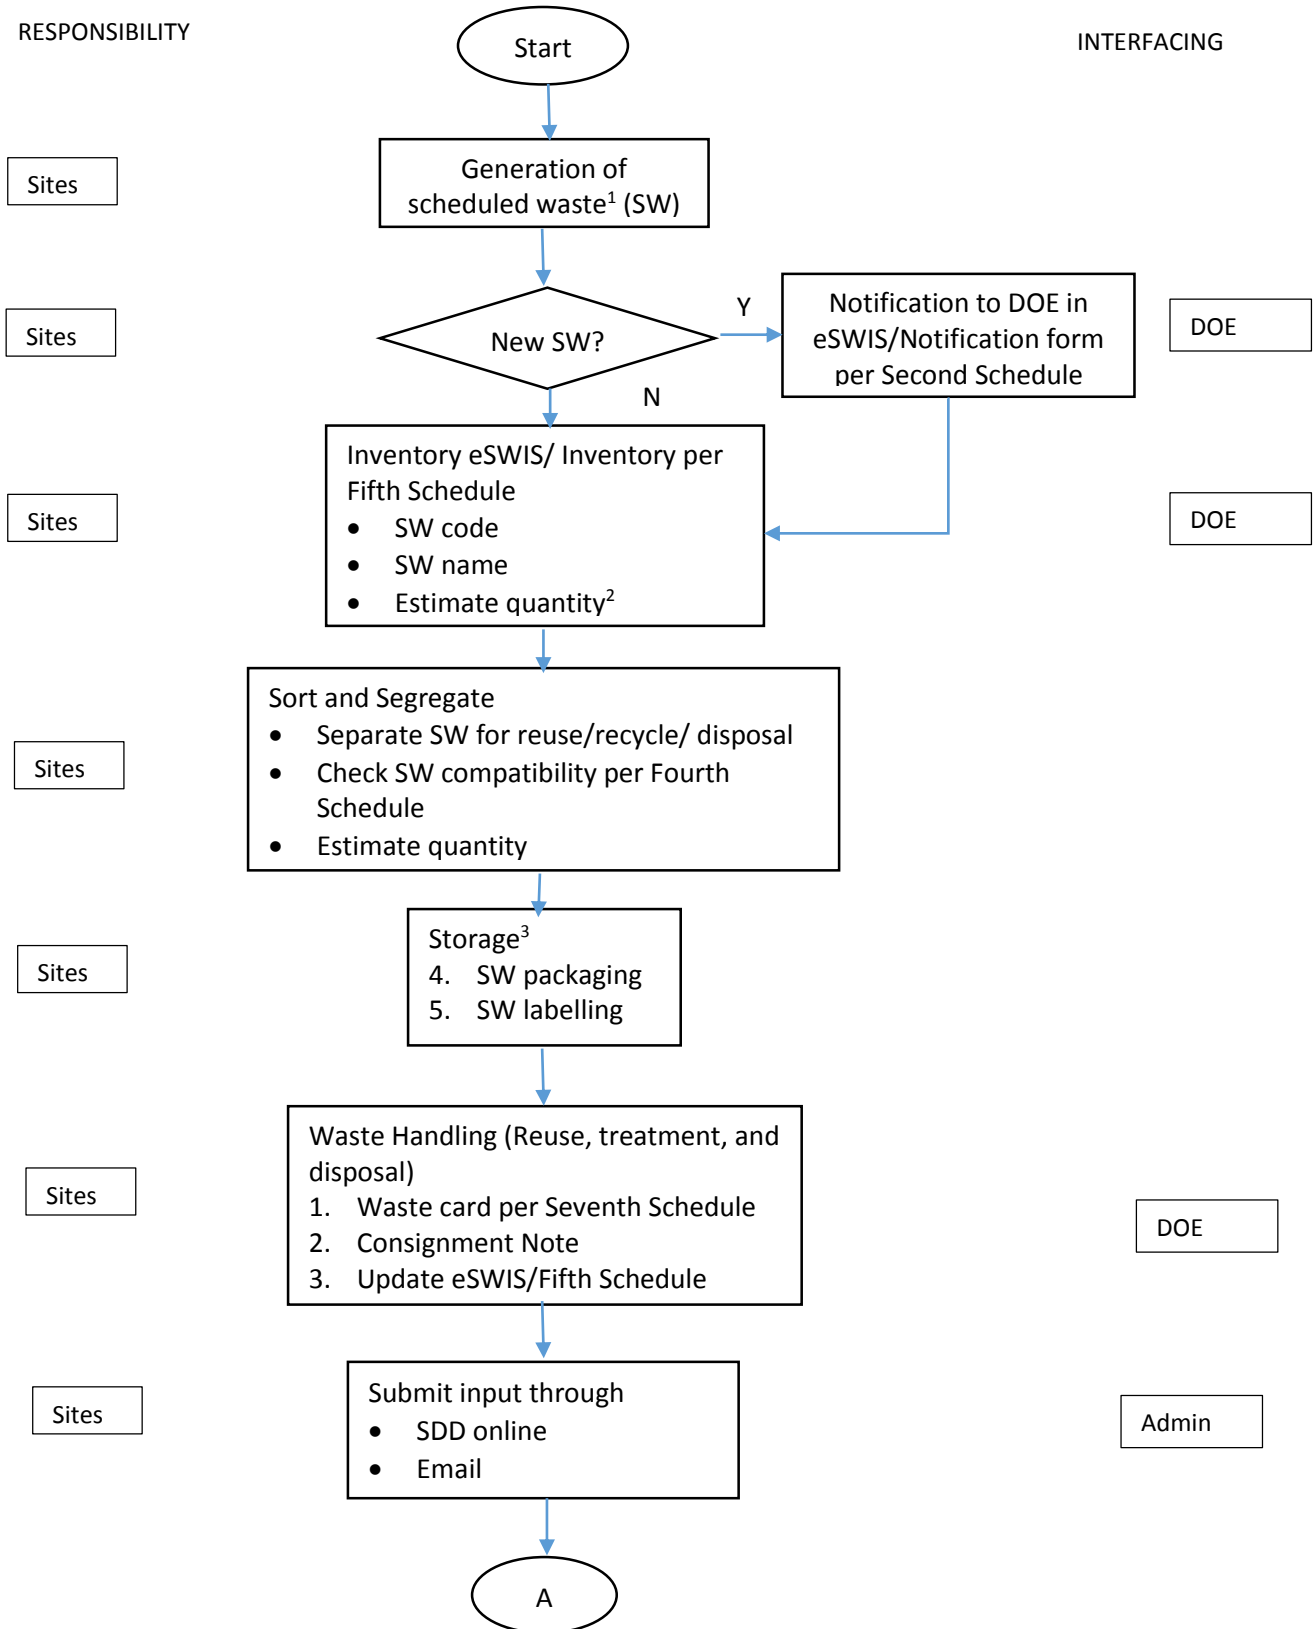 RESPONSIBILITY
Start
INTERFACING
Sites
Generation of
scheduled waste¹ (SW)
Sites
New SW?
Y
N
Notification to DOE in
eSWIS/Notification form
per Second Schedule
DOE
Sites
Inventory eSWIS/ Inventory per
Fifth Schedule
• SW code
• SW name
• Estimate quantity²
DOE
Sites
Sort and Segregate
• Separate SW for reuse/recycle/ disposal
• Check SW compatibility per Fourth
Schedule
• Estimate quantity
Sites
Storage³
4. SW packaging
5. SW labelling
Sites
Waste Handling (Reuse, treatment, and
disposal)
1. Waste card per Seventh Schedule
2. Consignment Note
3. Update eSWIS/Fifth Schedule
DOE
Sites
Submit input through
• SDD online
• Email
Admin
A